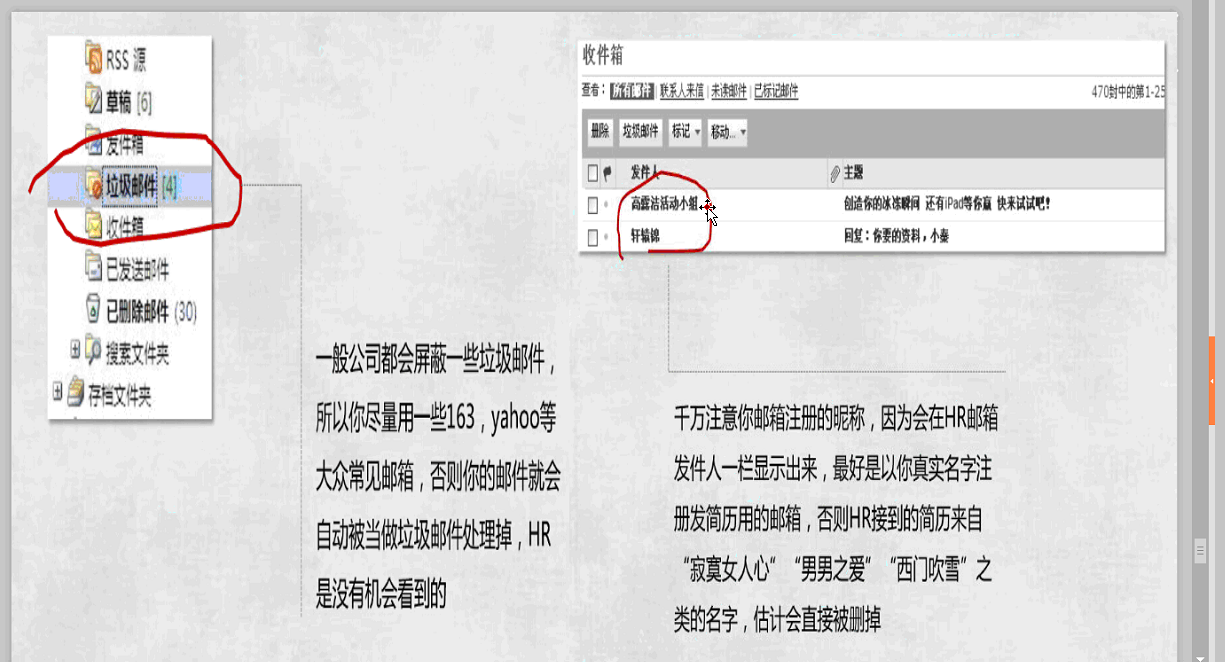 RSS 源
草稿 [6]
发件箱
垃圾邮件 [4]
收件箱
已发送邮件
已删除邮件 (30)
搜索文件夹
存档文件夹
一般公司都会屏蔽一些垃圾邮件，
所以你尽量用一些163，yahoo等
大众常见邮箱，否则你的邮件就会
自动被当做垃圾邮件处理掉，HR
是没有机会看到的
收件箱
查看： 所有邮件 | 联系人来信 | 未读邮件 | 已标记邮件
470封中的第1-25
删除 垃圾邮件 标记 移动...
发件人 主题
高露洁活动小组 创造你的冰冻瞬间 还有iPad等你赢 快来试试吧!
轩辕锦 回复：你要的资料，小秦
千万注意你邮箱注册的昵称，因为会在HR邮箱
发件人一栏显示出来，最好是以你真实名字注
册发简历用的邮箱，否则HR接到的简历来自
“寂寞女人心”“男男之爱”“西门吹雪”之
类的名字，估计会直接被删掉